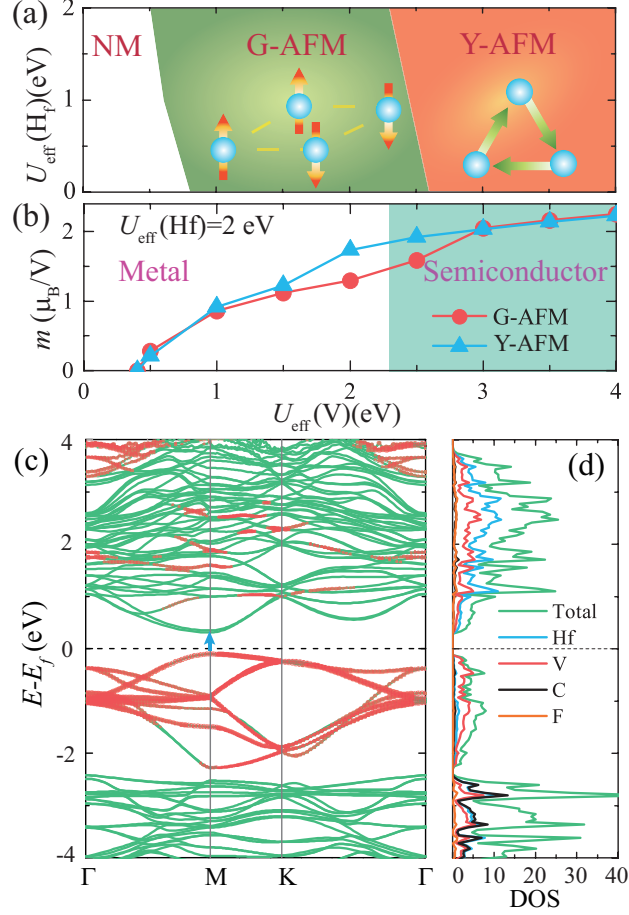 (a)
NM
G-AFM
Y-AFM
2
1
0
U_eff(H_f)(eV)
(b)
U_eff(Hf)=2 eV
Metal
Semiconductor
2
1
0
m (μ_B/V)
G-AFM
Y-AFM
0
1
2
3
4
U_eff(V)(eV)
(c)
4
2
0
-2
-4
E-E_f (eV)
Γ
M
K
Γ
(d)
Total
Hf
V
C
F
0
10
20
30
40
DOS